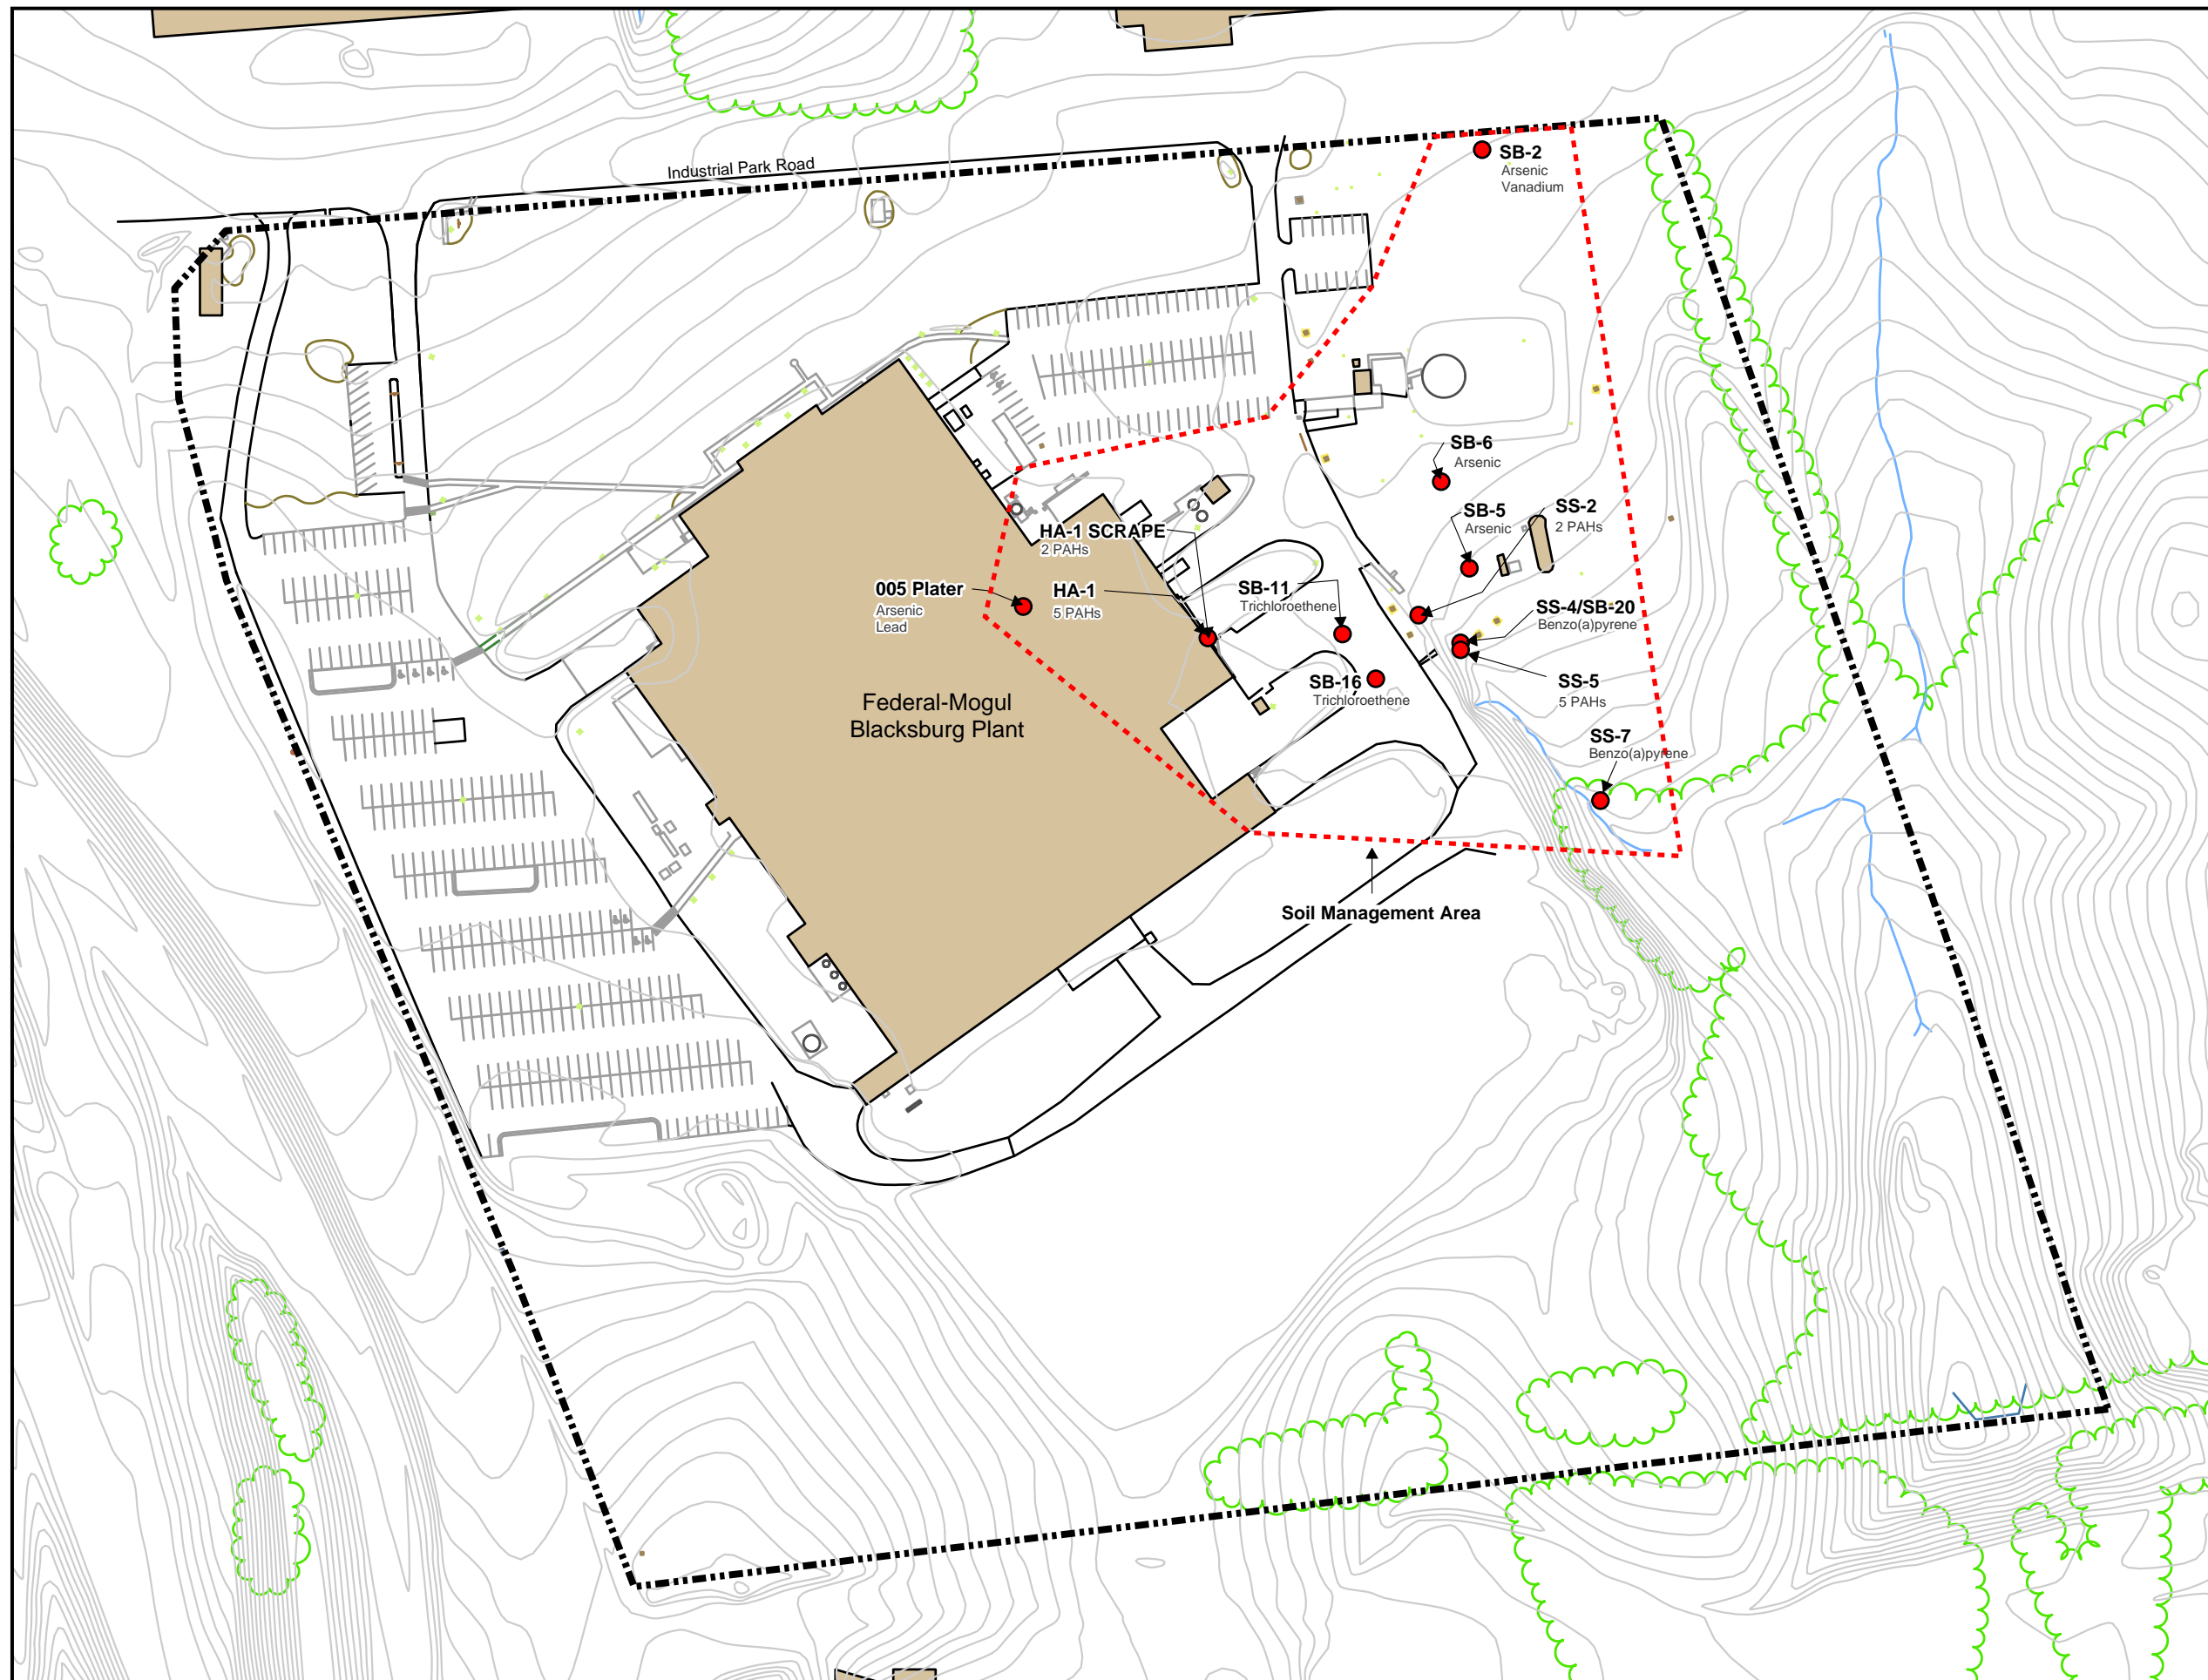 Industrial Park Road
SB-2
Arsenic
Vanadium
SB-6
Arsenic
SB-5
Arsenic
SS-2
2 PAHs
HA-1 SCRAPE
2 PAHs
005 Plater
Arsenic
Lead
HA-1
5 PAHs
SB-11
Trichloroethene
SS-4/SB-20
Benzo(a)pyrene
SB-16
Trichloroethene
SS-5
5 PAHs
Federal-Mogul
Blacksburg Plant
SS-7
Benzo(a)pyrene
Soil Management Area